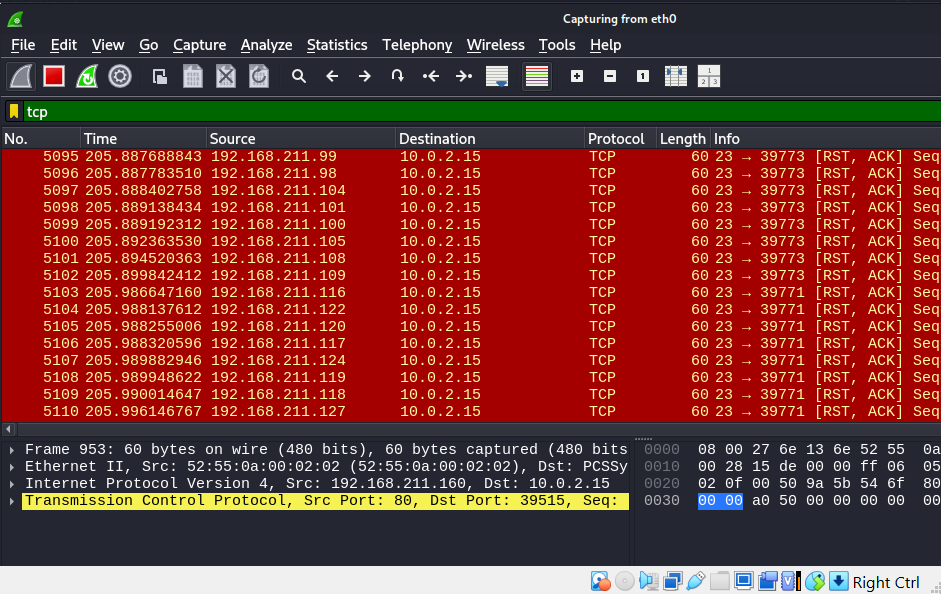 Capturing from eth0
File Edit View Go Capture Analyze Statistics Telephony Wireless Tools Help
tcp
No. Time Source Destination Protocol Length Info
5095 205.887688843 192.168.211.99 10.0.2.15 TCP 60 23 → 39773 [RST, ACK] Seq
5096 205.887783510 192.168.211.98 10.0.2.15 TCP 60 23 → 39773 [RST, ACK] Seq
5097 205.888402758 192.168.211.104 10.0.2.15 TCP 60 23 → 39773 [RST, ACK] Seq
5098 205.889138434 192.168.211.101 10.0.2.15 TCP 60 23 → 39773 [RST, ACK] Seq
5099 205.889192312 192.168.211.100 10.0.2.15 TCP 60 23 → 39773 [RST, ACK] Seq
5100 205.892363530 192.168.211.105 10.0.2.15 TCP 60 23 → 39773 [RST, ACK] Seq
5101 205.894520363 192.168.211.108 10.0.2.15 TCP 60 23 → 39773 [RST, ACK] Seq
5102 205.899842412 192.168.211.109 10.0.2.15 TCP 60 23 → 39773 [RST, ACK] Seq
5103 205.986647160 192.168.211.116 10.0.2.15 TCP 60 23 → 39771 [RST, ACK] Seq
5104 205.988137612 192.168.211.122 10.0.2.15 TCP 60 23 → 39771 [RST, ACK] Seq
5105 205.988255006 192.168.211.120 10.0.2.15 TCP 60 23 → 39771 [RST, ACK] Seq
5106 205.988320596 192.168.211.117 10.0.2.15 TCP 60 23 → 39771 [RST, ACK] Seq
5107 205.989882946 192.168.211.124 10.0.2.15 TCP 60 23 → 39771 [RST, ACK] Seq
5108 205.989948622 192.168.211.119 10.0.2.15 TCP 60 23 → 39771 [RST, ACK] Seq
5109 205.990014647 192.168.211.118 10.0.2.15 TCP 60 23 → 39771 [RST, ACK] Seq
5110 205.996146767 192.168.211.127 10.0.2.15 TCP 60 23 → 39771 [RST, ACK] Seq
Frame 953: 60 bytes on wire (480 bits), 60 bytes captured (480 bits
Ethernet II, Src: 52:55:0a:00:02:02 (52:55:0a:00:02:02), Dst: PCSSy
Internet Protocol Version 4, Src: 192.168.211.160, Dst: 10.0.2.15
Transmission Control Protocol, Src Port: 80, Dst Port: 39515, Seq:
0000 08 00 27 6e 13 6e 52 55 0a
0010 00 28 15 de 00 00 ff 06 05
0020 02 0f 00 50 9a 5b 54 6f 80
0030 00 00 a0 50 00 00 00 00 00
Right Ctrl